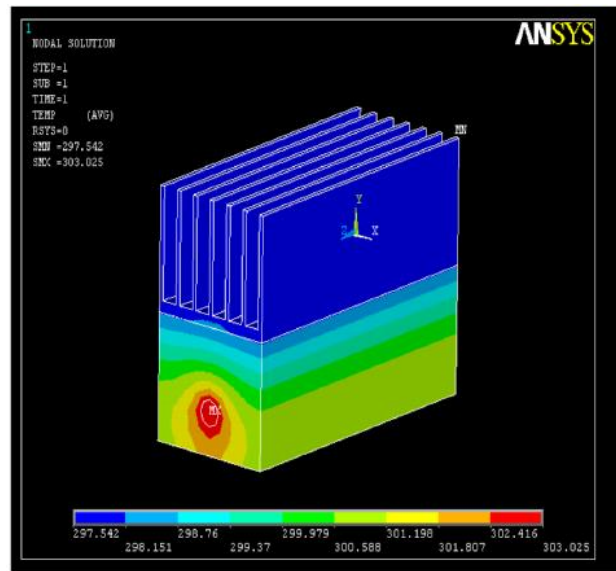 1
NODAL SOLUTION
ANSYS
STEP=1
SUB =1
TIME=1
TEMP (AVG)
RSYS=0
SMN =297.542
SMX =303.025
MN
Y
Z X
MX
297.542 298.76 299.979 301.198 302.416
298.151 299.37 300.588 301.807 303.025